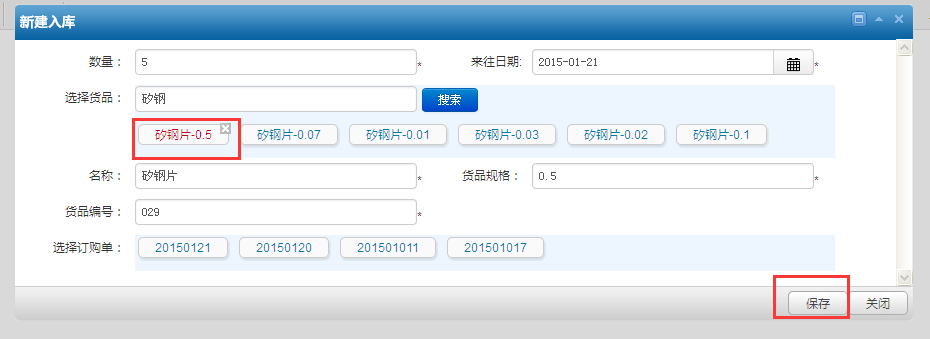 新建入库
数量： 5 * 来往日期: 2015-01-21 *
选择货品： 矽钢 搜索
矽钢片-0.5 矽钢片-0.07 矽钢片-0.01 矽钢片-0.03 矽钢片-0.02 矽钢片-0.1
名称： 矽钢片 * 货品规格： 0.5 *
货品编号： 029 *
选择订购单： 20150121 20150120 201501011 201501017
保存 关闭